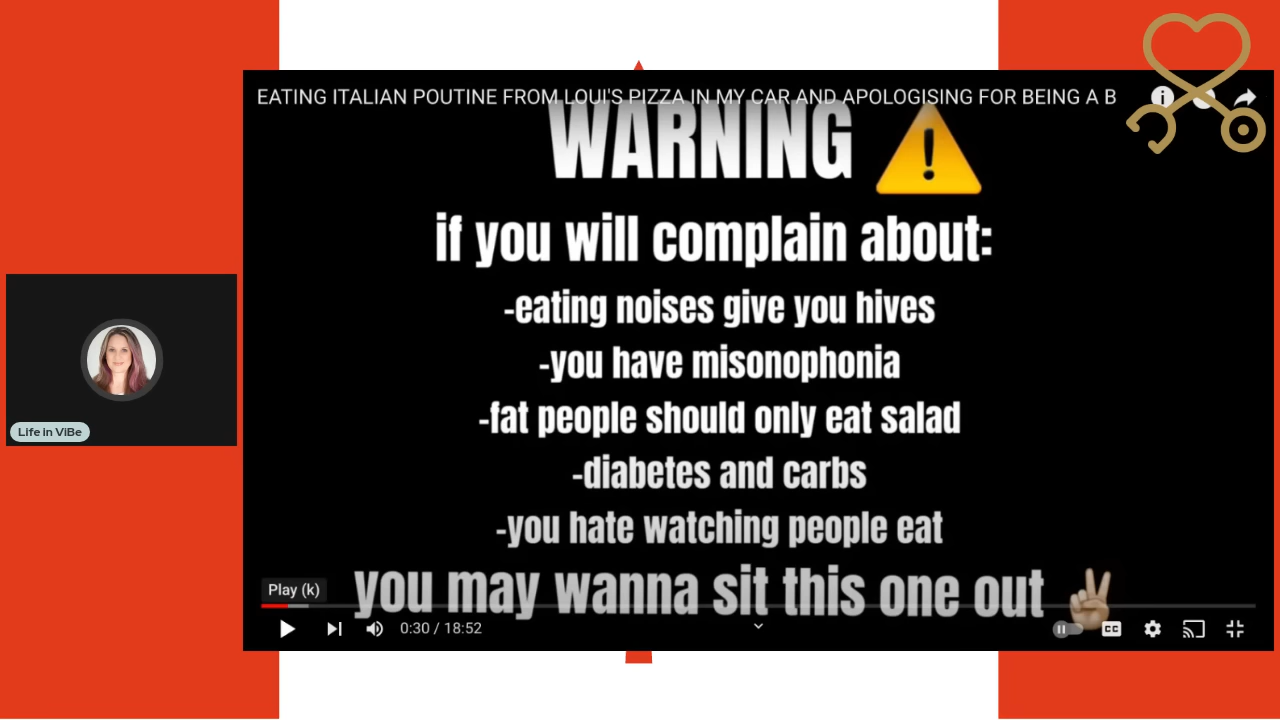 EATING ITALIAN POUTINE FROM LOUI'S PIZZA IN MY CAR AND APOLOGISING FOR BEING A B
WARNING
if you will complain about:
-eating noises give you hives
-you have misonophonia
-fat people should only eat salad
-diabetes and carbs
-you hate watching people eat
you may wanna sit this one out
Life in ViBe
Play (k)
0:30 / 18:52
CC